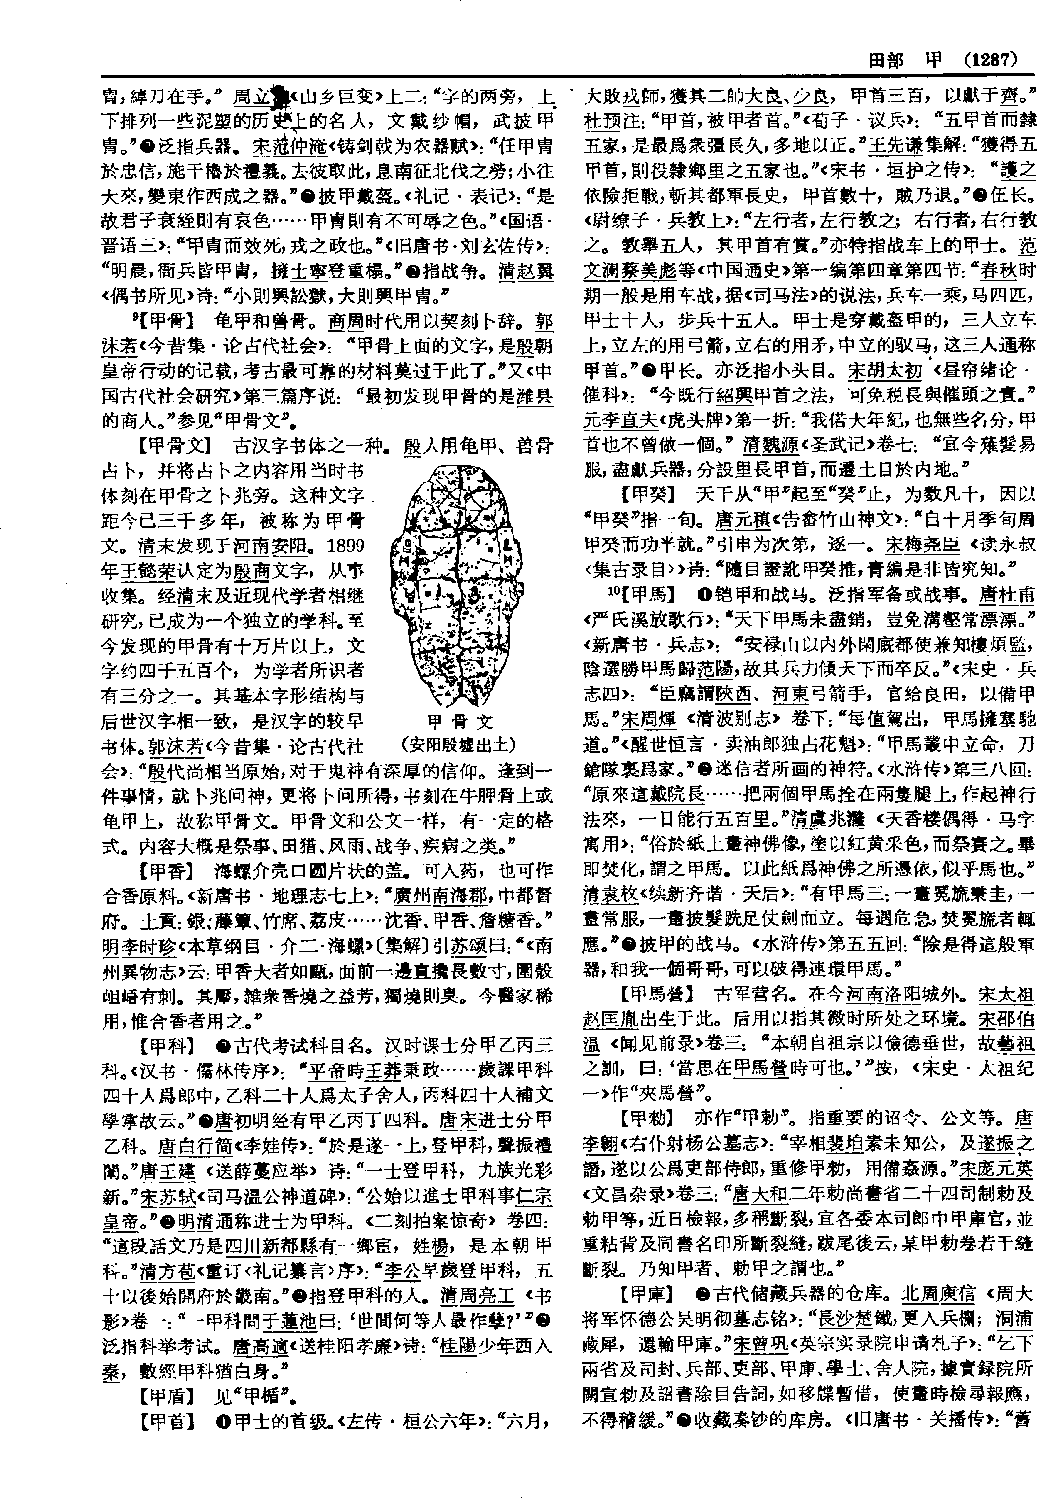 田部 甲 (1287)
胄,绰刀在手。” 周立 《山乡巨变》上二:“字的两旁, 上
下排列一些泥塑的历史上的名人, 文戴纱帽, 武披甲
胄。”泛指兵器。 宋范仲淹《铸剑戟为农器赋》:“任甲胄
於忠信,施干櫓於禮義。去彼取此,息南征北伐之勞;小往
大來,變東作西成之器。”披甲戴盔。《礼记·表记》:“是
故君子衰絰則有哀色……甲胄則有不可辱之色。”《国语·
晋语三》:“甲胄而效死,戎之政也。”《旧唐书·刘玄佐传》:
“明晨,衙兵皆甲胄, 擁士寧登重榻。”指战争。 清赵翼
《偶书所见》诗:“小則興訟獄,大則興甲胄。”
9【甲骨】 龟甲和兽骨。商周时代用以契刻卜辞。郭
沫若《今昔集·论古代社会》: “甲骨上面的文字,是殷朝
皇帝行动的记载,考古最可靠的材料莫过于此了。”又《中
国古代社会研究》第三篇序说: “最初发现甲骨的是潍县
的商人。”参见“甲骨文”。
【甲骨文】 古汉字书体之一种。殷人用龟甲、兽骨
占卜, 并将占卜之内容用当时书
体刻在甲骨之卜兆旁。这种文字
距今已三千多年, 被称为甲骨
文。清末发现于河南安阳。1899
年王懿荣认定为殷商文字, 从事
收集。经清末及近现代学者相继
研究,已成为一个独立的学科。至
今发现的甲骨有十万片以上, 文
字约四千五百个, 为学者所识者
有三分之一。其基本字形结构与
后世汉字相一致, 是汉字的较早
书体。郭沫若《今昔集·论古代社
甲骨文
(安阳殷墟出土)
会》:“殷代尚相当原始,对于鬼神有深厚的信仰。逢到一
件事情, 就卜兆问神, 更将卜问所得,书刻在牛胛骨上或
龟甲上, 故称甲骨文。甲骨文和公文一样, 有一定的格
式。内容大概是祭事、田猎、风雨、战争、疾病之类。”
【甲香】 海螺介壳口圆片状的盖。可入药, 也可作
合香原料。《新唐书·地理志七上》:“廣州南海郡,中都督
府。土貢:銀、藤簟、竹席、荔皮……沈香、甲香、詹糖香。”
明李时珍《本草纲目·介二·海螺》〔集解〕引苏颂曰:“《南
州異物志》云:甲香大者如甌,面前一邊直攙長數寸,圍殼
岨峿有刺。其厴,雜衆香燒之益芳,獨燒則臭。今醫家稀
用,惟合香者用之。”
【甲科】 古代考试科目名。汉时课士分甲乙丙三
科。《汉书·儒林传序》: “平帝時王莽秉政……歲課甲科
四十人爲郎中,乙科二十人爲太子舍人,丙科四十人補文
學掌故云。”唐初明经有甲乙丙丁四科。唐宋进士分甲
乙科。唐白行简《李娃传》:“於是遂一上,登甲科,聲振禮
闈。”唐王建 《送薛蔓应举》 诗:“一士登甲科, 九族光彩
新。”宋苏轼《司马温公神道碑》:“公始以進士甲科事仁宗
皇帝。”明清通称进士为甲科。《二刻拍案惊奇》 卷四:
“這段話文乃是四川新都縣有一鄉宦, 姓楊, 是本朝甲
科。”清方苞《重订〈礼记纂言〉序》:“李公早歲登甲科, 五
十以後始開府於畿南。”指登甲科的人。清周亮工 《书
影》卷一:“一甲科問于蓮池曰:‘世間何等人最作孽?’”
泛指科举考试。唐高適《送桂阳孝廉》诗:“桂陽少年西入
秦, 數經甲科猶白身。”
【甲盾】 见“甲楯”。
【甲首】 甲士的首级。《左传·桓公六年》:“六月,
大敗戎師,獲其二帥大良、少良, 甲首三百, 以獻于齊。”
杜预注:“甲首,被甲者首。”《荀子·议兵》: “五甲首而隸
五家,是最爲衆彊長久,多地以正。”王先谦集解:“獲得五
甲首,則役隸鄉里之五家也。”《宋书·垣护之传》: “護之
依險拒戰,斬其都軍長史, 甲首數十, 賊乃退。”伍长。
《尉缭子·兵教上》:“左行者,左行教之; 右行者,右行教
之。教舉五人, 其甲首有賞。”亦特指战车上的甲士。范
文澜蔡美彪等《中国通史》第一编第四章第四节:“春秋时
期一般是用车战,据《司马法》的说法,兵车一乘,马四匹,
甲士十人, 步兵十五人。甲士是穿戴盔甲的, 三人立车
上,立左的用弓箭,立右的用矛,中立的驭马,这三人通称
甲首。”甲长。亦泛指小头目。宋胡太初 《昼帘绪论·
催科》: “今既行紹興甲首之法, 可免稅長與催頭之責。”
元李直夫《虎头牌》第一折:“我偌大年紀,也無些名分,甲
首也不曾做一個。” 清魏源《圣武记》卷七: “宜令薙髮易
服,盡獻兵器,分設里長甲首,而遷土目於内地。”
【甲癸】 天干从“甲”起至“癸”止, 为数凡十, 因以
“甲癸”指一旬。唐元稹《告畲竹山神文》:“自十月季旬周
甲癸而功半就。”引申为次第, 逐一。宋梅尧臣 《读永叔
〈集古录目〉》诗:“隨目證訛甲癸推,青編是非皆究知。”
10【甲馬】 铠甲和战马。泛指军备或战事。唐杜甫
《严氏溪放歌行》:“天下甲馬未盡銷, 豈免溝壑常漂漂。”
《新唐书·兵志》: “安禄山以内外閑廐都使兼知樓煩監,
陰選勝甲馬歸范陽,故其兵力傾天下而卒反。”《宋史·兵
志四》: “臣竊謂陝西、河東弓箭手, 官給良田, 以備甲
馬。”宋周煇 《清波别志》 卷下:“每值駕出, 甲馬擁塞馳
道。”《醒世恒言·卖油郎独占花魁》:“甲馬叢中立命, 刀
鎗隊裏爲家。”迷信者所画的神符。《水浒传》第三八回:
“原來這戴院長……把兩個甲馬拴在兩隻腿上,作起神行
法來, 一日能行五百里。”清虞兆漋 《天香楼偶得·马字
寓用》:“俗於紙上畫神佛像,塗以紅黄采色,而祭賽之。畢
即焚化,謂之甲馬。以此紙爲神佛之所憑依,似乎馬也。”
清袁枚《续新齐谐·天后》:“有甲馬三:一畫冕旒秉圭,一
畫常服,一畫披髮跣足仗劍而立。每遇危急,焚冕旒者輒
應。”披甲的战马。《水浒传》第五五回:“除是得這般軍
器,和我一個哥哥,可以破得連環甲馬。”
【甲馬營】 古军营名。在今河南洛阳城外。宋太祖
赵匡胤出生于此。后用以指其微时所处之环境。宋邵伯
温 《闻见前录》卷三: “本朝自祖宗以儉德垂世, 故藝祖
之訓, 曰:‘當思在甲馬營時可也。’”按, 《宋史·太祖纪
一》作“夾馬營”。
【甲勑】 亦作“甲勅”。指重要的诏令、公文等。唐
李翱《右仆射杨公墓志》:“宰相裴垍素未知公, 及遂振之
語,遂以公爲吏部侍郎,重修甲勑, 用備姦源。”宋庞元英
《文昌杂录》卷三:“唐大和二年勅尚書省二十四司制勅及
勅甲等,近日檢報,多稱斷裂,宜各委本司郎中甲庫官,並
重粘背及同書名印所斷裂縫,跋尾後云,某甲勅卷若干縫
斷裂。乃知甲者、勅甲之謂也。”
【甲庫】 古代储藏兵器的仓库。北周庾信 《周大
将军怀德公吴明彻墓志铭》:“長沙楚鐵,更入兵欄; 洞浦
藏犀, 還輸甲庫。”宋曾巩《英宗实录院申请札子》:“乞下
兩省及司封、兵部、吏部、甲庫、學士、舍人院,據實録院所
關宣勅及詔書除目告詞,如移牒暫借, 使畫時檢尋報應,
不得稽緩。”收藏奏钞的库房。《旧唐书·关播传》:“舊